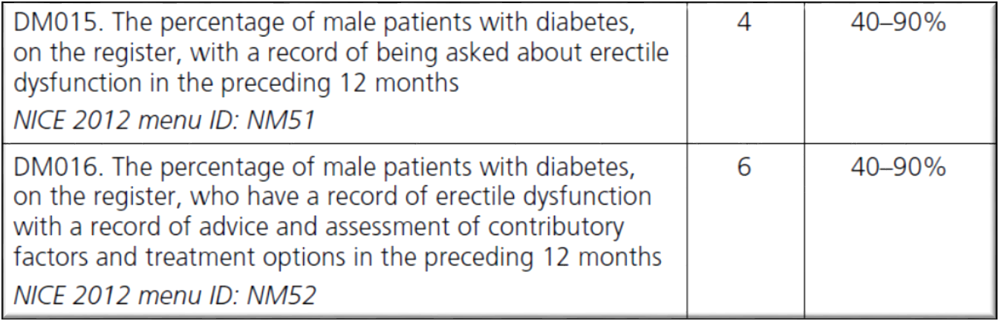 DM015. The percentage of male patients with diabetes, 4 40–90%
on the register, with a record of being asked about erectile
dysfunction in the preceding 12 months
NICE 2012 menu ID: NM51
DM016. The percentage of male patients with diabetes, 6 40–90%
on the register, who have a record of erectile dysfunction
with a record of advice and assessment of contributory
factors and treatment options in the preceding 12 months
NICE 2012 menu ID: NM52